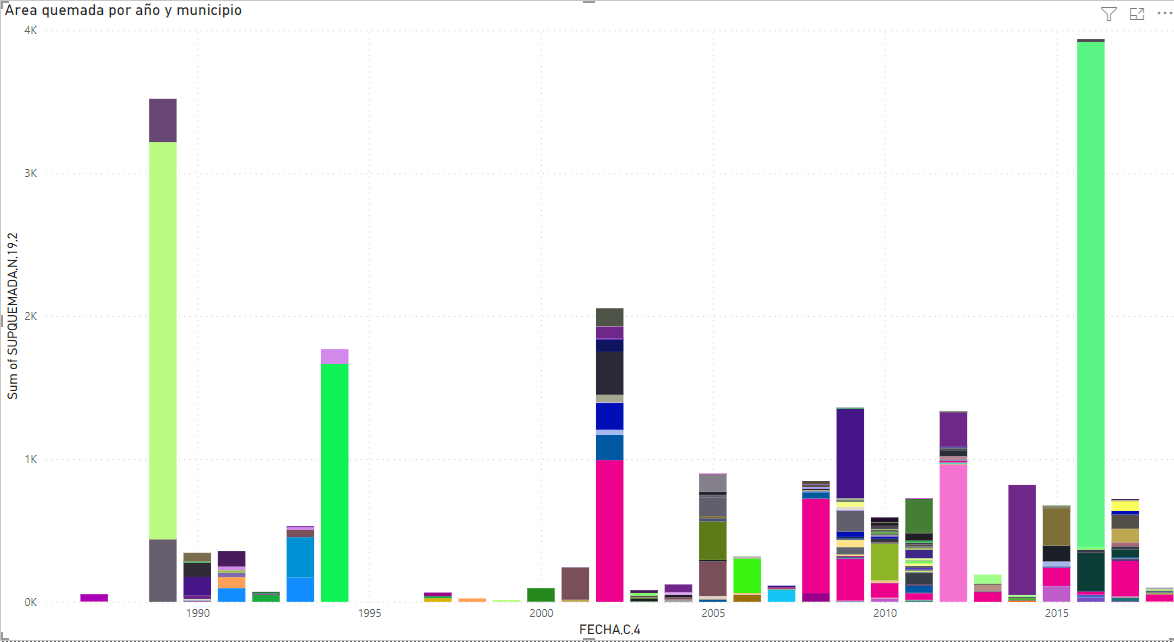 Área quemada por año y municipio
4K
3K
2K
1K
0K
Sum of SUPQUEMADA,N,19,2
1990
1995
2000
2005
2010
2015
FECHA,C,4